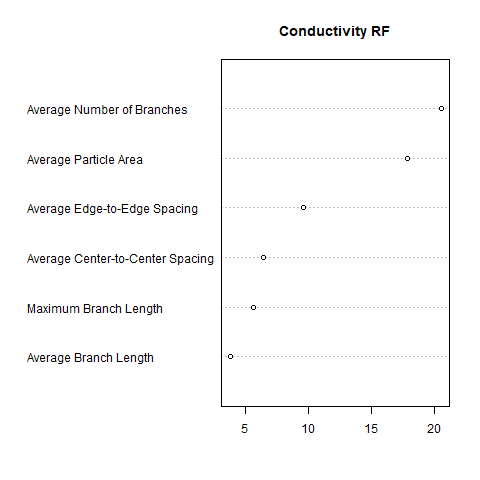 Conductivity RF
Average Number of Branches
Average Particle Area
Average Edge-to-Edge Spacing
Average Center-to-Center Spacing
Maximum Branch Length
Average Branch Length
5 10 15 20